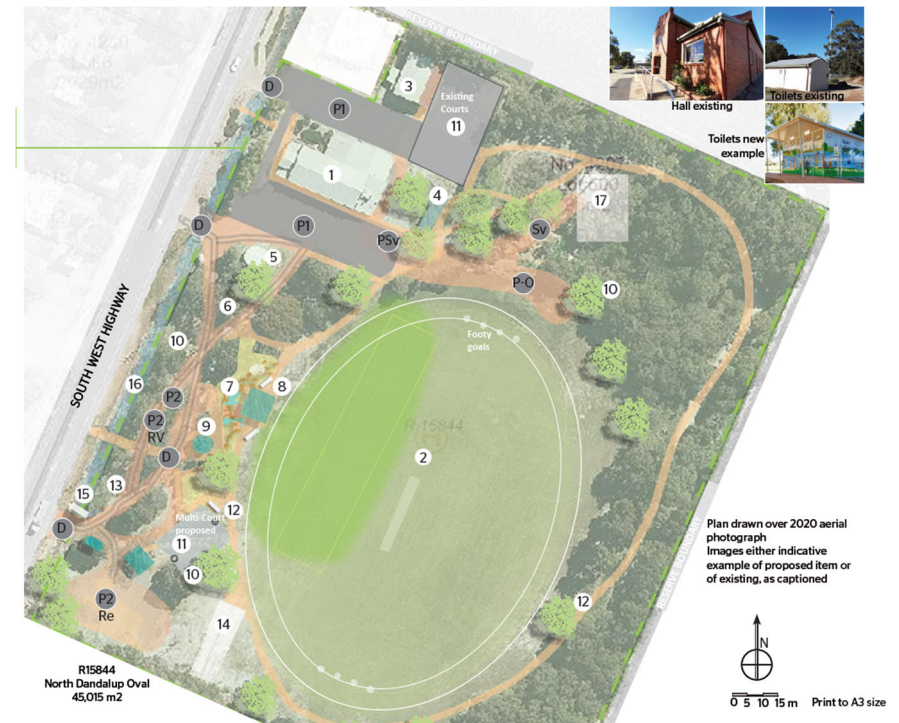 RESERVE BOUNDARY
Hall existing
Toilets existing
Toilets new
example
D
P1
3
Existing
Courts
11
1
4
17
D
P1
PSv
Sv
5
P-O
10
6
Footy
goals
10
SOUTH WEST HIGHWAY
16
7
8
P2
P2
RV
9
R 15844
2
D
15
13
12
D
Multi-Court
proposed
11
10
P2
Re
14
12
RESERVE BOUNDARY
Plan drawn over 2020 aerial
photograph
Images either indicative
example of proposed item or
of existing, as captioned
N
0 5 10 15 m
Print to A3 size
R15844
North Dandalup Oval
45,015 m2